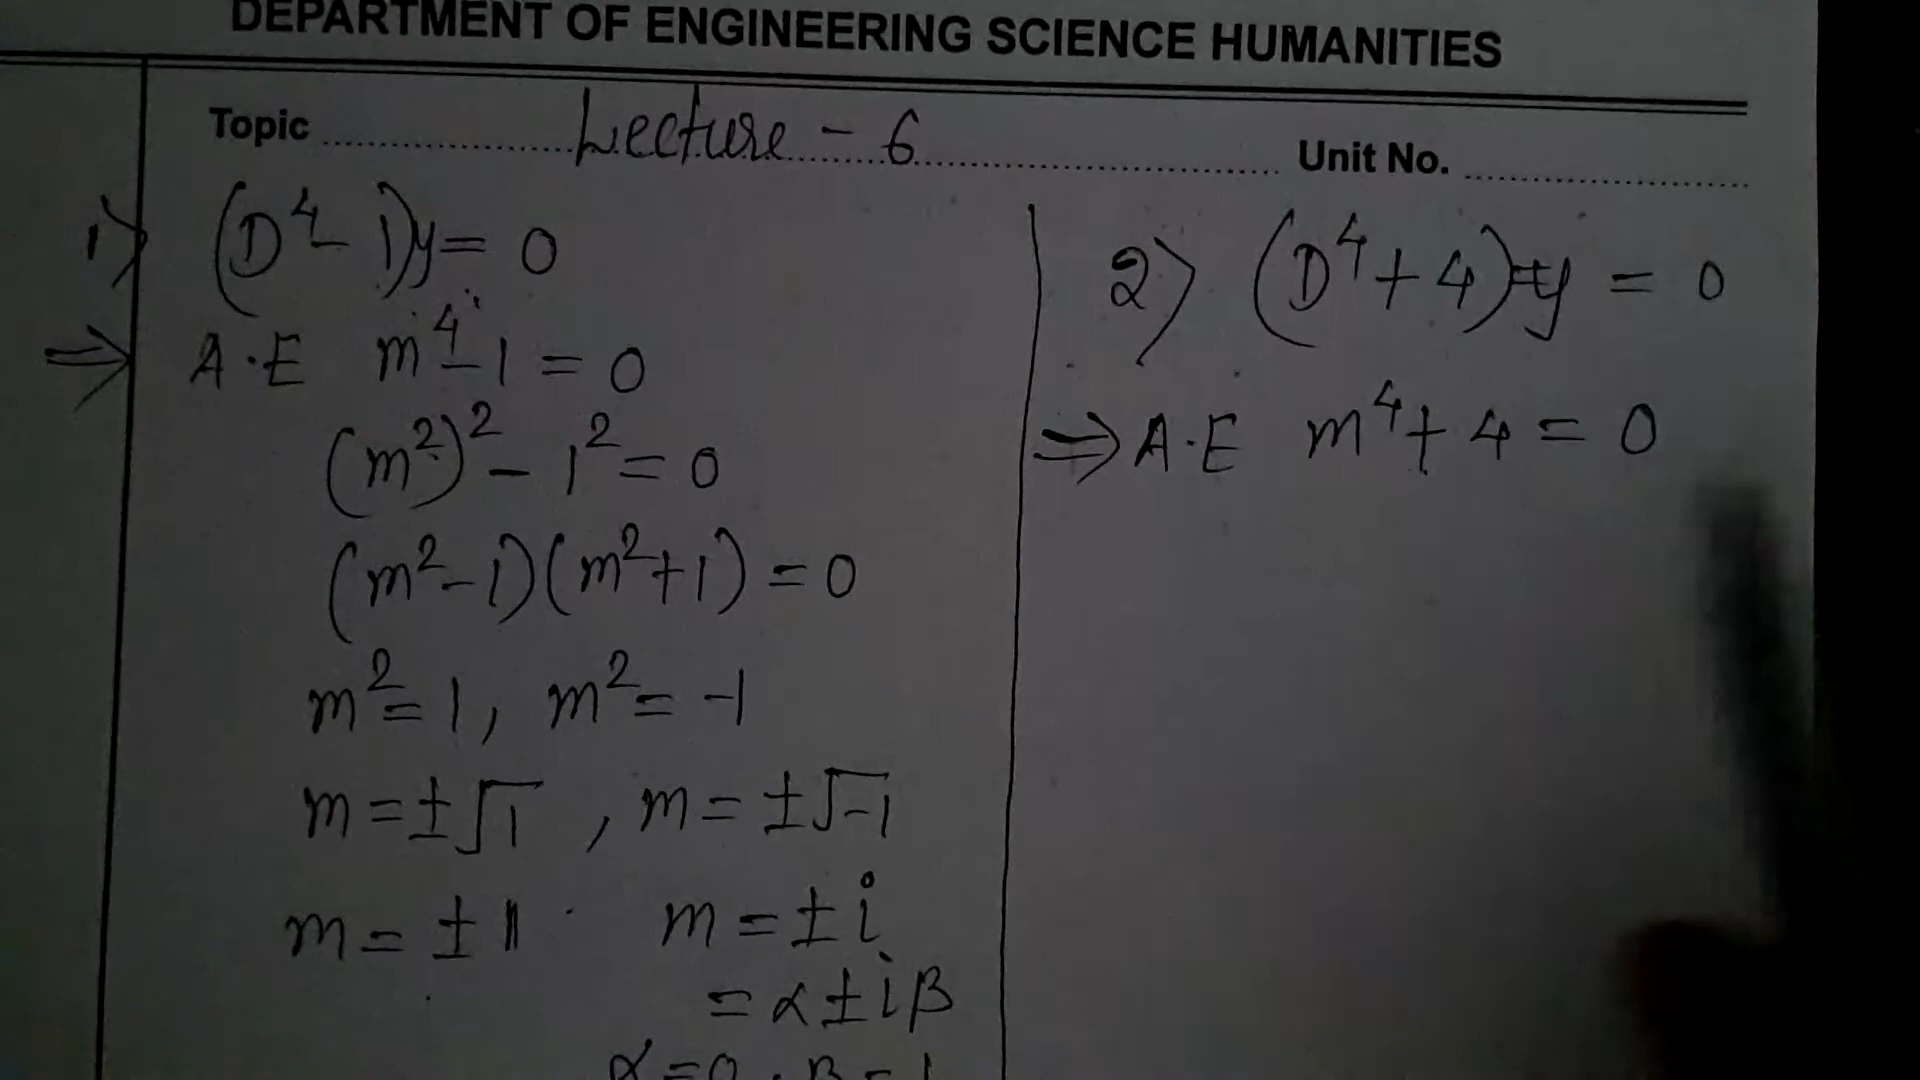 DEPARTMENT OF ENGINEERING SCIENCE HUMANITIES
Topic Lecture - 6 Unit No.
1) (D⁴-1)y = 0
⇒ A.E m⁴-1 = 0
(m²)² - 1² = 0
(m²-1)(m²+1) = 0
m² = 1, m² = -1
m = ±√1, m = ±√-1
m = ±1 m = ±i
= α ± iβ
α = 0, β = 1
2) (D⁴+4)y = 0
⇒ A.E m⁴+4 = 0